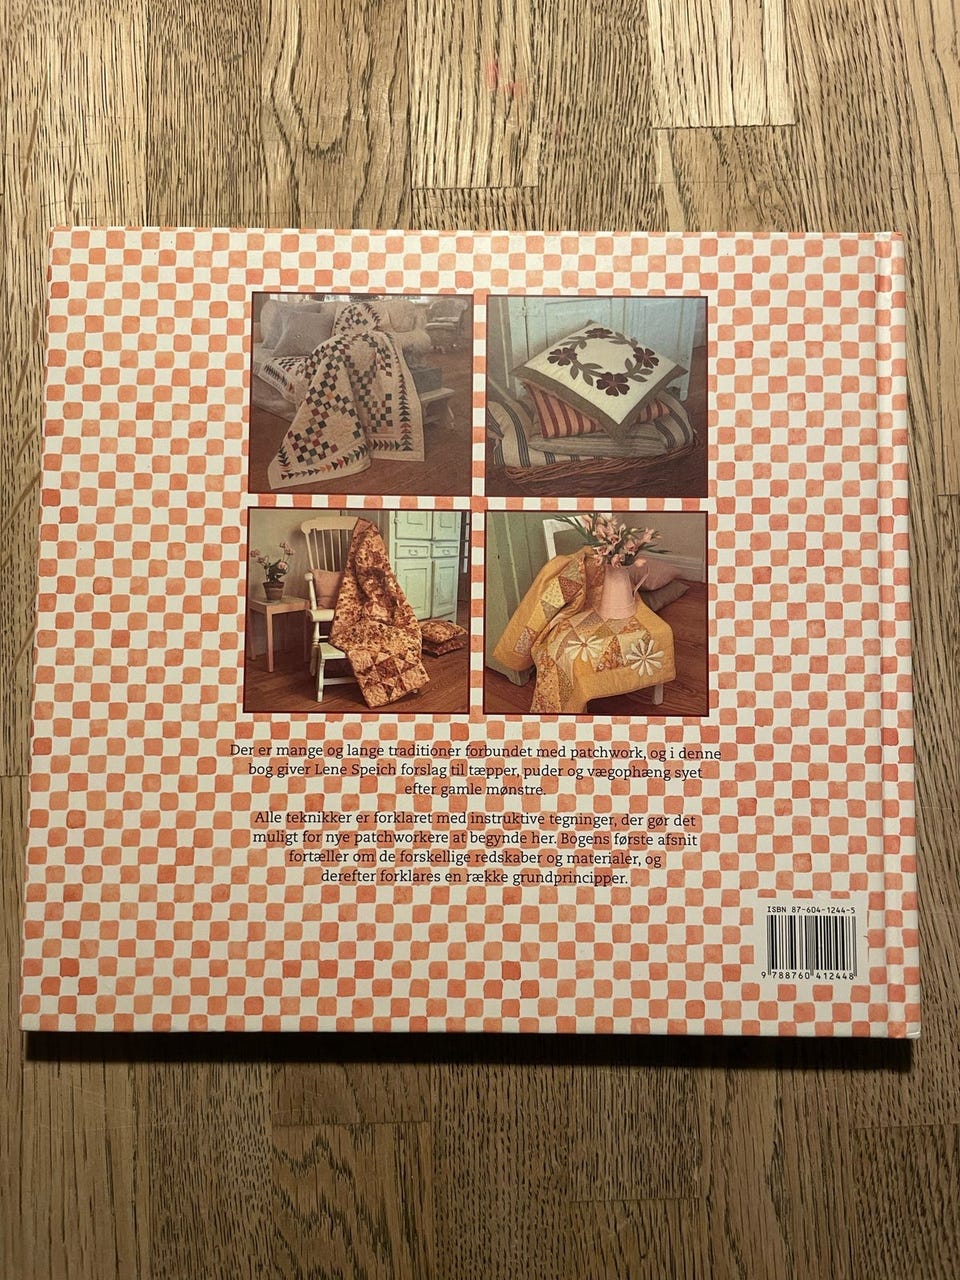 Der er mange og lange traditioner forbundet med patchwork, og i denne
bog giver Lene Speich forslag til tæpper, puder og vægophæng syet
efter gamle mønstre.
Alle teknikker er forklaret med instruktive tegninger, der gør det
muligt for nye patchworkere at begynde her. Bogens første afsnit
fortæller om de forskellige redskaber og materialer, og
derefter forklares en række grundprincipper.
ISBN 87-604-1244-5
9 788760 412448